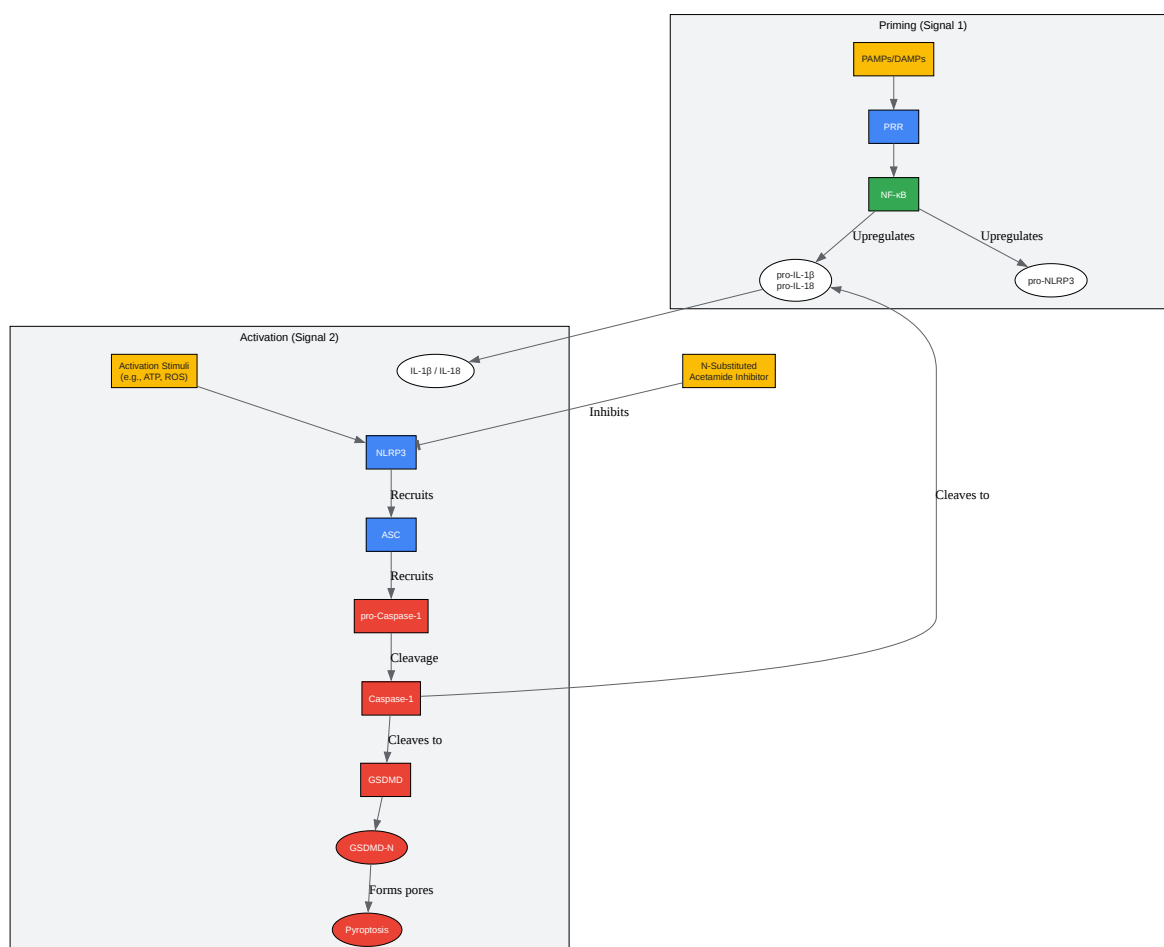 Priming (Signal 1)
PAMPs/DAMPs
PRR
NF-κB
Upregulates
Upregulates
pro-IL-1β
pro-IL-18
pro-NLRP3
Activation (Signal 2)
Activation Stimuli
(e.g., ATP, ROS)
IL-1β / IL-18
N-Substituted
Acetamide Inhibitor
Inhibits
NLRP3
Recruits
Cleaves to
ASC
Recruits
pro-Caspase-1
Cleavage
Caspase-1
Cleaves to
GSDMD
GSDMD-N
Forms pores
Pyroptosis